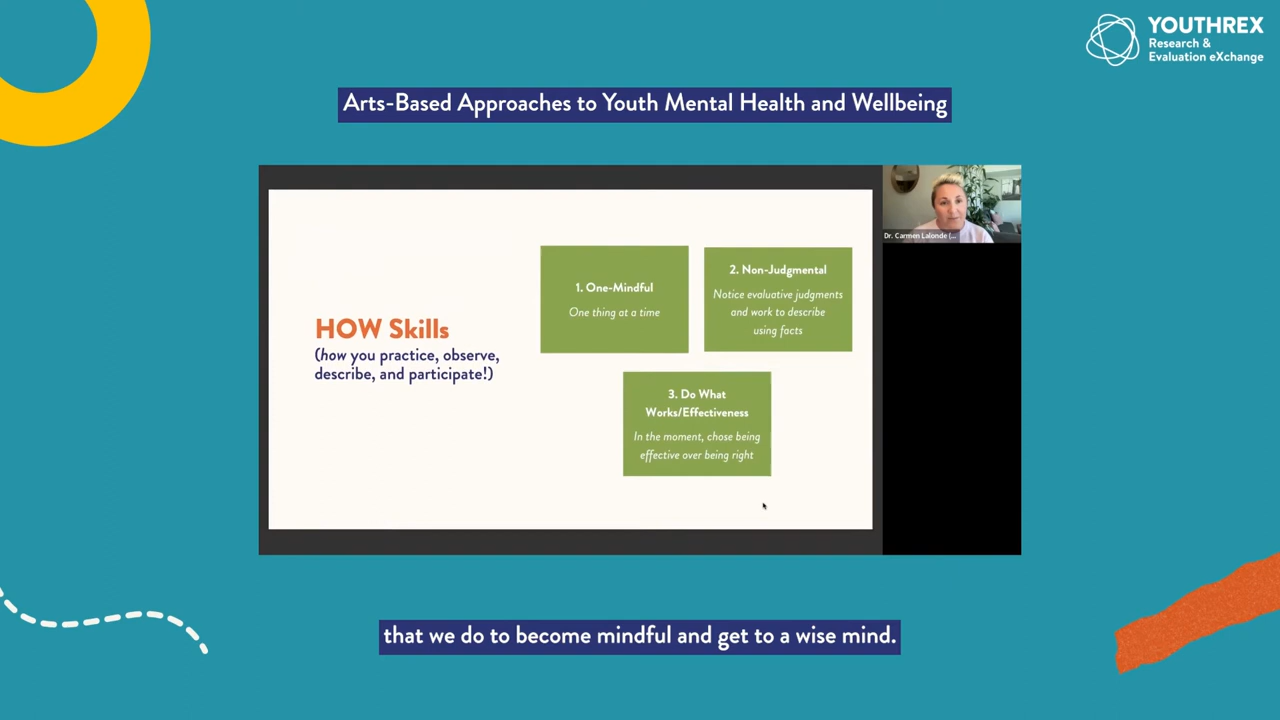 YOUTHREX
Research &
Evaluation eXchange
Arts-Based Approaches to Youth Mental Health and Wellbeing
Dr. Carmen Lalonde (...
HOW Skills
(how you practice, observe,
describe, and participate!)
1. One-Mindful
One thing at a time
2. Non-Judgmental
Notice evaluative judgments
and work to describe
using facts
3. Do What
Works/Effectiveness
In the moment, chose being
effective over being right
that we do to become mindful and get to a wise mind.